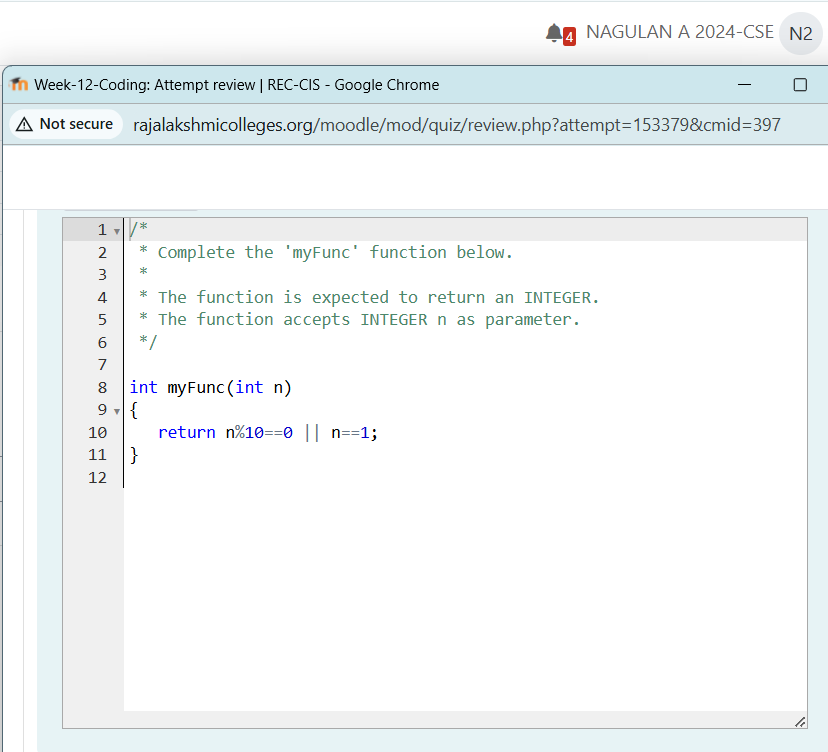 4 NAGULAN A 2024-CSE N2
Week-12-Coding: Attempt review | REC-CIS - Google Chrome
Not secure rajalakshmicolleges.org/moodle/mod/quiz/review.php?attempt=153379&cmid=397
1 /*
2  * Complete the 'myFunc' function below.
3  *
4  * The function is expected to return an INTEGER.
5  * The function accepts INTEGER n as parameter.
6  */
7
8 int myFunc(int n)
9 {
10    return n%10==0 || n==1;
11 }
12